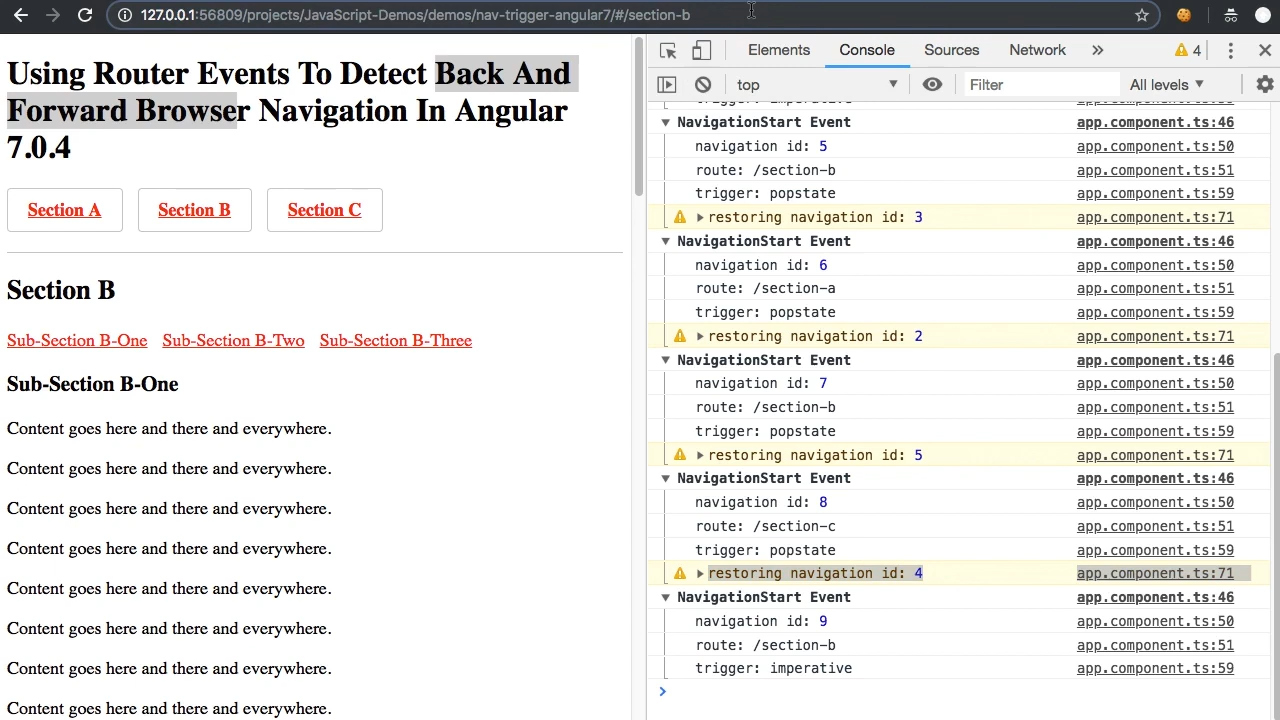 127.0.0.1:56809/projects/JavaScript-Demos/demos/nav-trigger-angular7/#/section-b
Using Router Events To Detect Back And
Forward Browser Navigation In Angular
7.0.4
Section A Section B Section C
Section B
Sub-Section B-One Sub-Section B-Two Sub-Section B-Three
Sub-Section B-One
Content goes here and there and everywhere.
Content goes here and there and everywhere.
Content goes here and there and everywhere.
Content goes here and there and everywhere.
Content goes here and there and everywhere.
Content goes here and there and everywhere.
Content goes here and there and everywhere.
Content goes here and there and everywhere.
Elements Console Sources Network » 4
top Filter All levels
trigger: imperative app.component.ts:59
NavigationStart Event app.component.ts:46
navigation id: 5 app.component.ts:50
route: /section-b app.component.ts:51
trigger: popstate app.component.ts:59
restoring navigation id: 3 app.component.ts:71
NavigationStart Event app.component.ts:46
navigation id: 6 app.component.ts:50
route: /section-a app.component.ts:51
trigger: popstate app.component.ts:59
restoring navigation id: 2 app.component.ts:71
NavigationStart Event app.component.ts:46
navigation id: 7 app.component.ts:50
route: /section-b app.component.ts:51
trigger: popstate app.component.ts:59
restoring navigation id: 5 app.component.ts:71
NavigationStart Event app.component.ts:46
navigation id: 8 app.component.ts:50
route: /section-c app.component.ts:51
trigger: popstate app.component.ts:59
restoring navigation id: 4 app.component.ts:71
NavigationStart Event app.component.ts:46
navigation id: 9 app.component.ts:50
route: /section-b app.component.ts:51
trigger: imperative app.component.ts:59